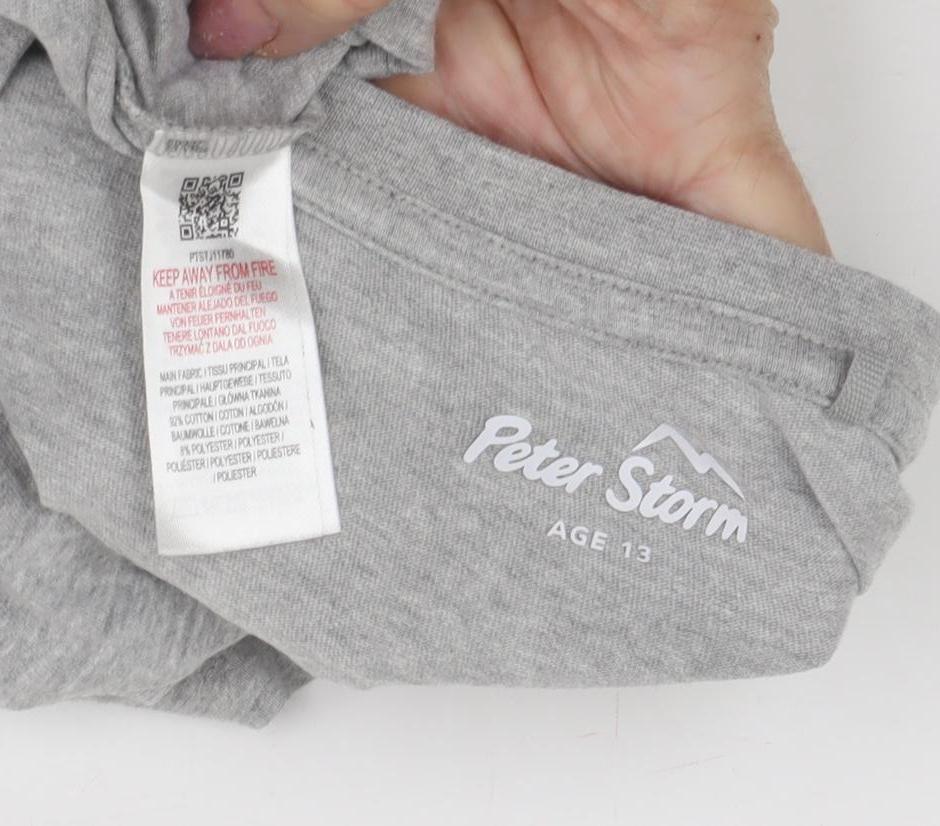 PTSTJ11780
KEEP AWAY FROM FIRE
A TENIR ÉLOIGNÉ DU FEU
MANTENER ALEJADO DEL FUEGO
VON FEUER FERNHALTEN
TENERE LONTANO DAL FUOCO
TRZYMAĆ Z DALA OD OGNIA
MAIN FABRIC | TISSU PRINCIPAL | TELA
PRINCIPAL | HAUPTGEWEBE | TESSUTO
PRINCIPALE | GŁÓWNA TKANINA
92% COTTON | COTON | ALGODÓN |
BAUMWOLLE | COTONE | BAWEŁNA
8% POLYESTER | POLYESTER |
POLIÉSTER | POLYESTER | POLIESTERE
| POLIESTER
Peter Storm
AGE 13